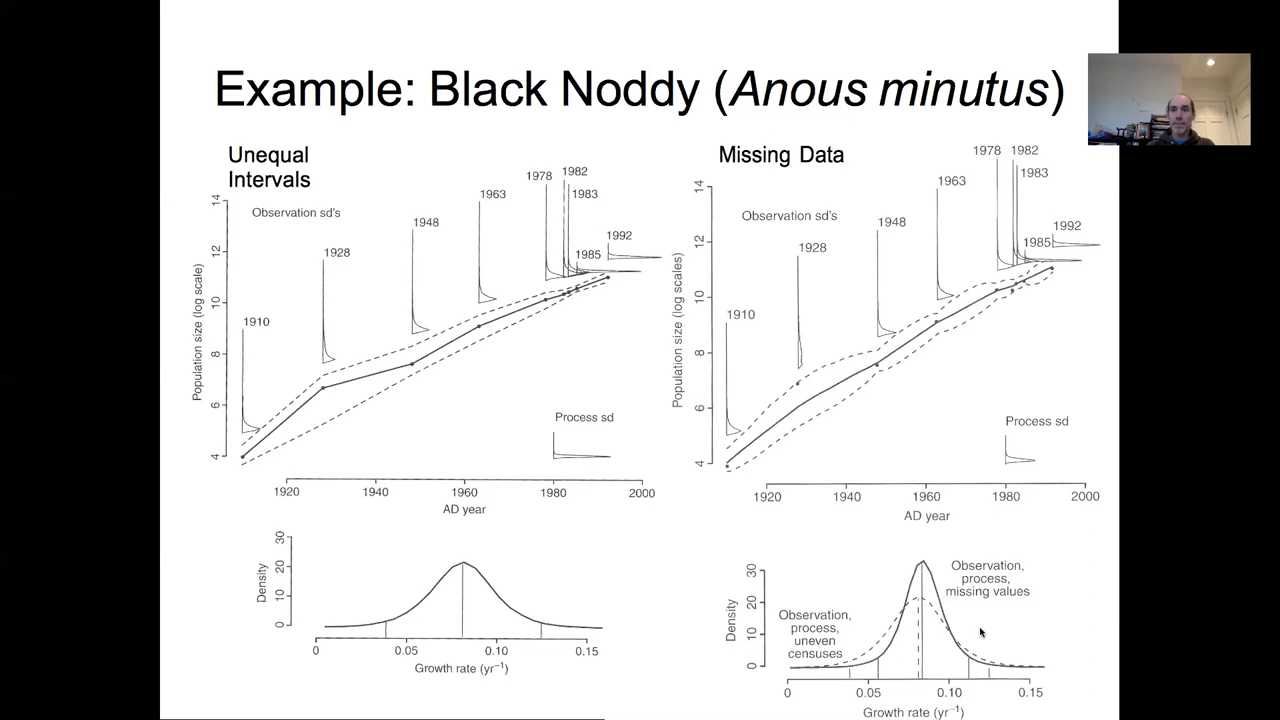 Example: Black Noddy (Anous minutus)
Unequal
Intervals
Observation sd's
1910
1928
1948
1963
1978
1982
1983
1985
1992
Population size (log scale)
14
12
10
8
6
4
Process sd
1920
1940
1960
1980
2000
AD year
Density
30
20
10
0
0
0.05
0.10
0.15
Growth rate (yr⁻¹)
Missing Data
Observation sd's
1910
1928
1948
1963
1978
1982
1983
1985
1992
Population size (log scales)
14
12
10
8
6
4
Process sd
1920
1940
1960
1980
2000
AD year
Density
30
20
10
0
Observation,
process,
uneven
censuses
Observation,
process,
missing values
0
0.05
0.10
0.15
Growth rate (yr⁻¹)